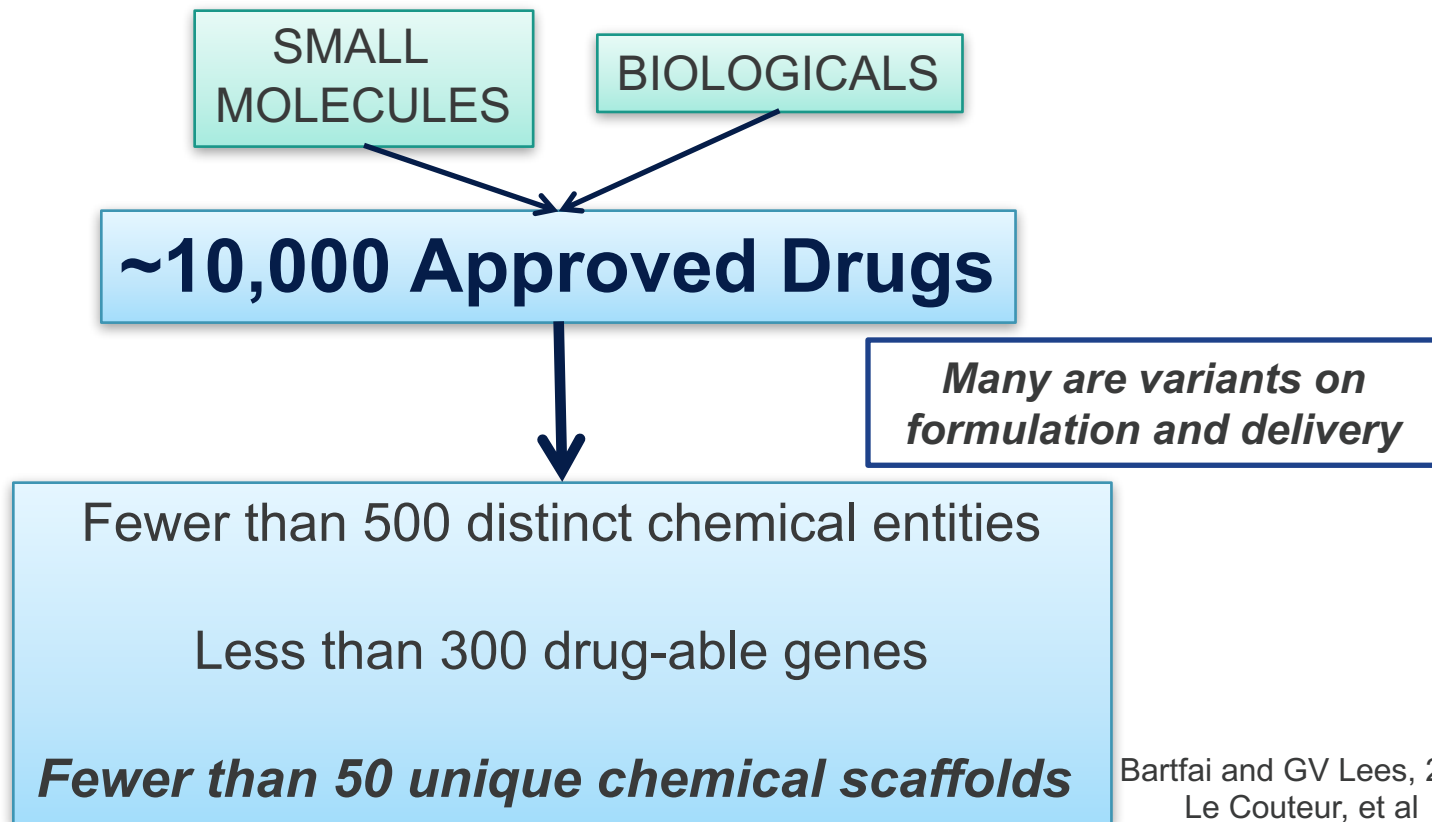 SMALL
MOLECULES
BIOLOGICALS
~10,000 Approved Drugs
Many are variants on
formulation and delivery
Fewer than 500 distinct chemical entities
Less than 300 drug-able genes
Fewer than 50 unique chemical scaffolds
Bartfai and GV Lees,
Le Couteur, et al